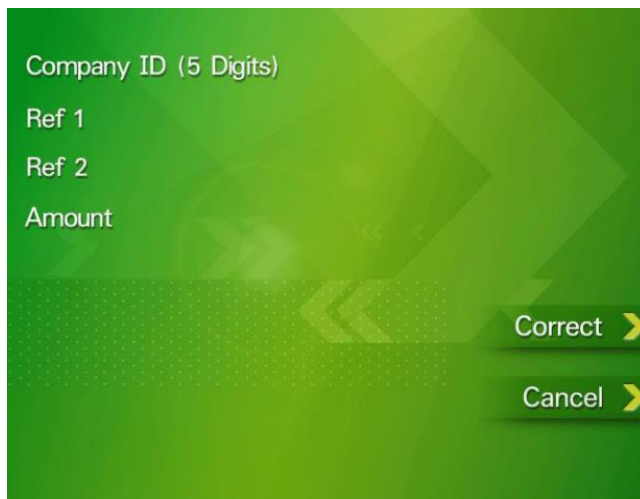 Company ID (5 Digits)
Ref 1
Ref 2
Amount
Correct
Cancel